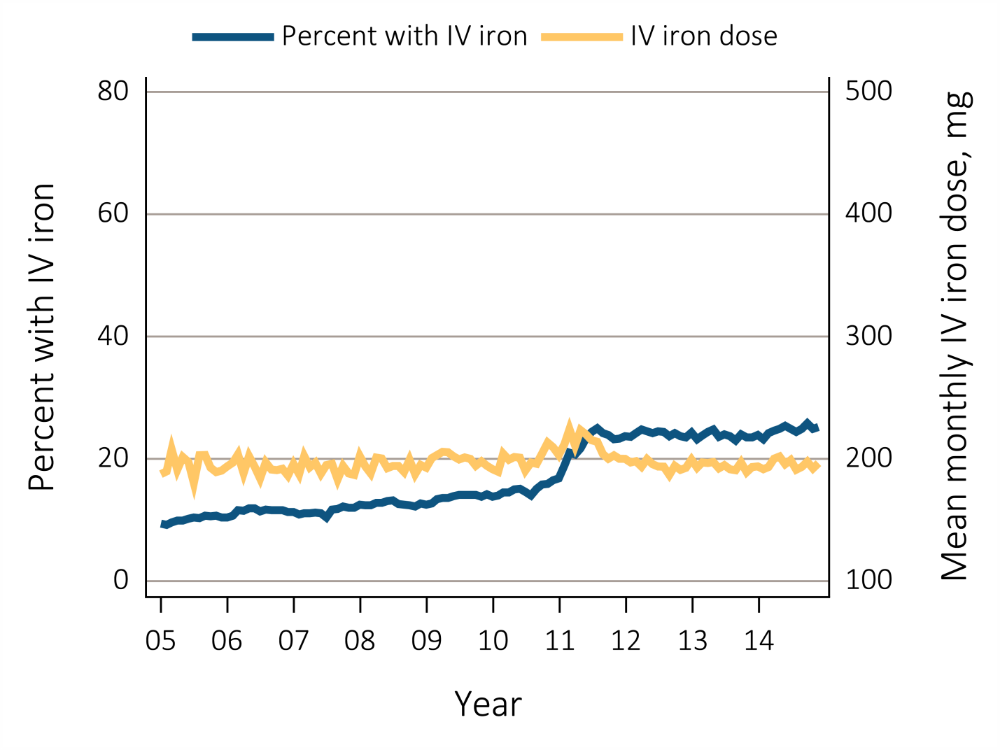 Percent with IV iron IV iron dose
80
60
40
20
0
Percent with IV iron
500
400
300
200
100
Mean monthly IV iron dose, mg
05 06 07 08 09 10 11 12 13 14
Year